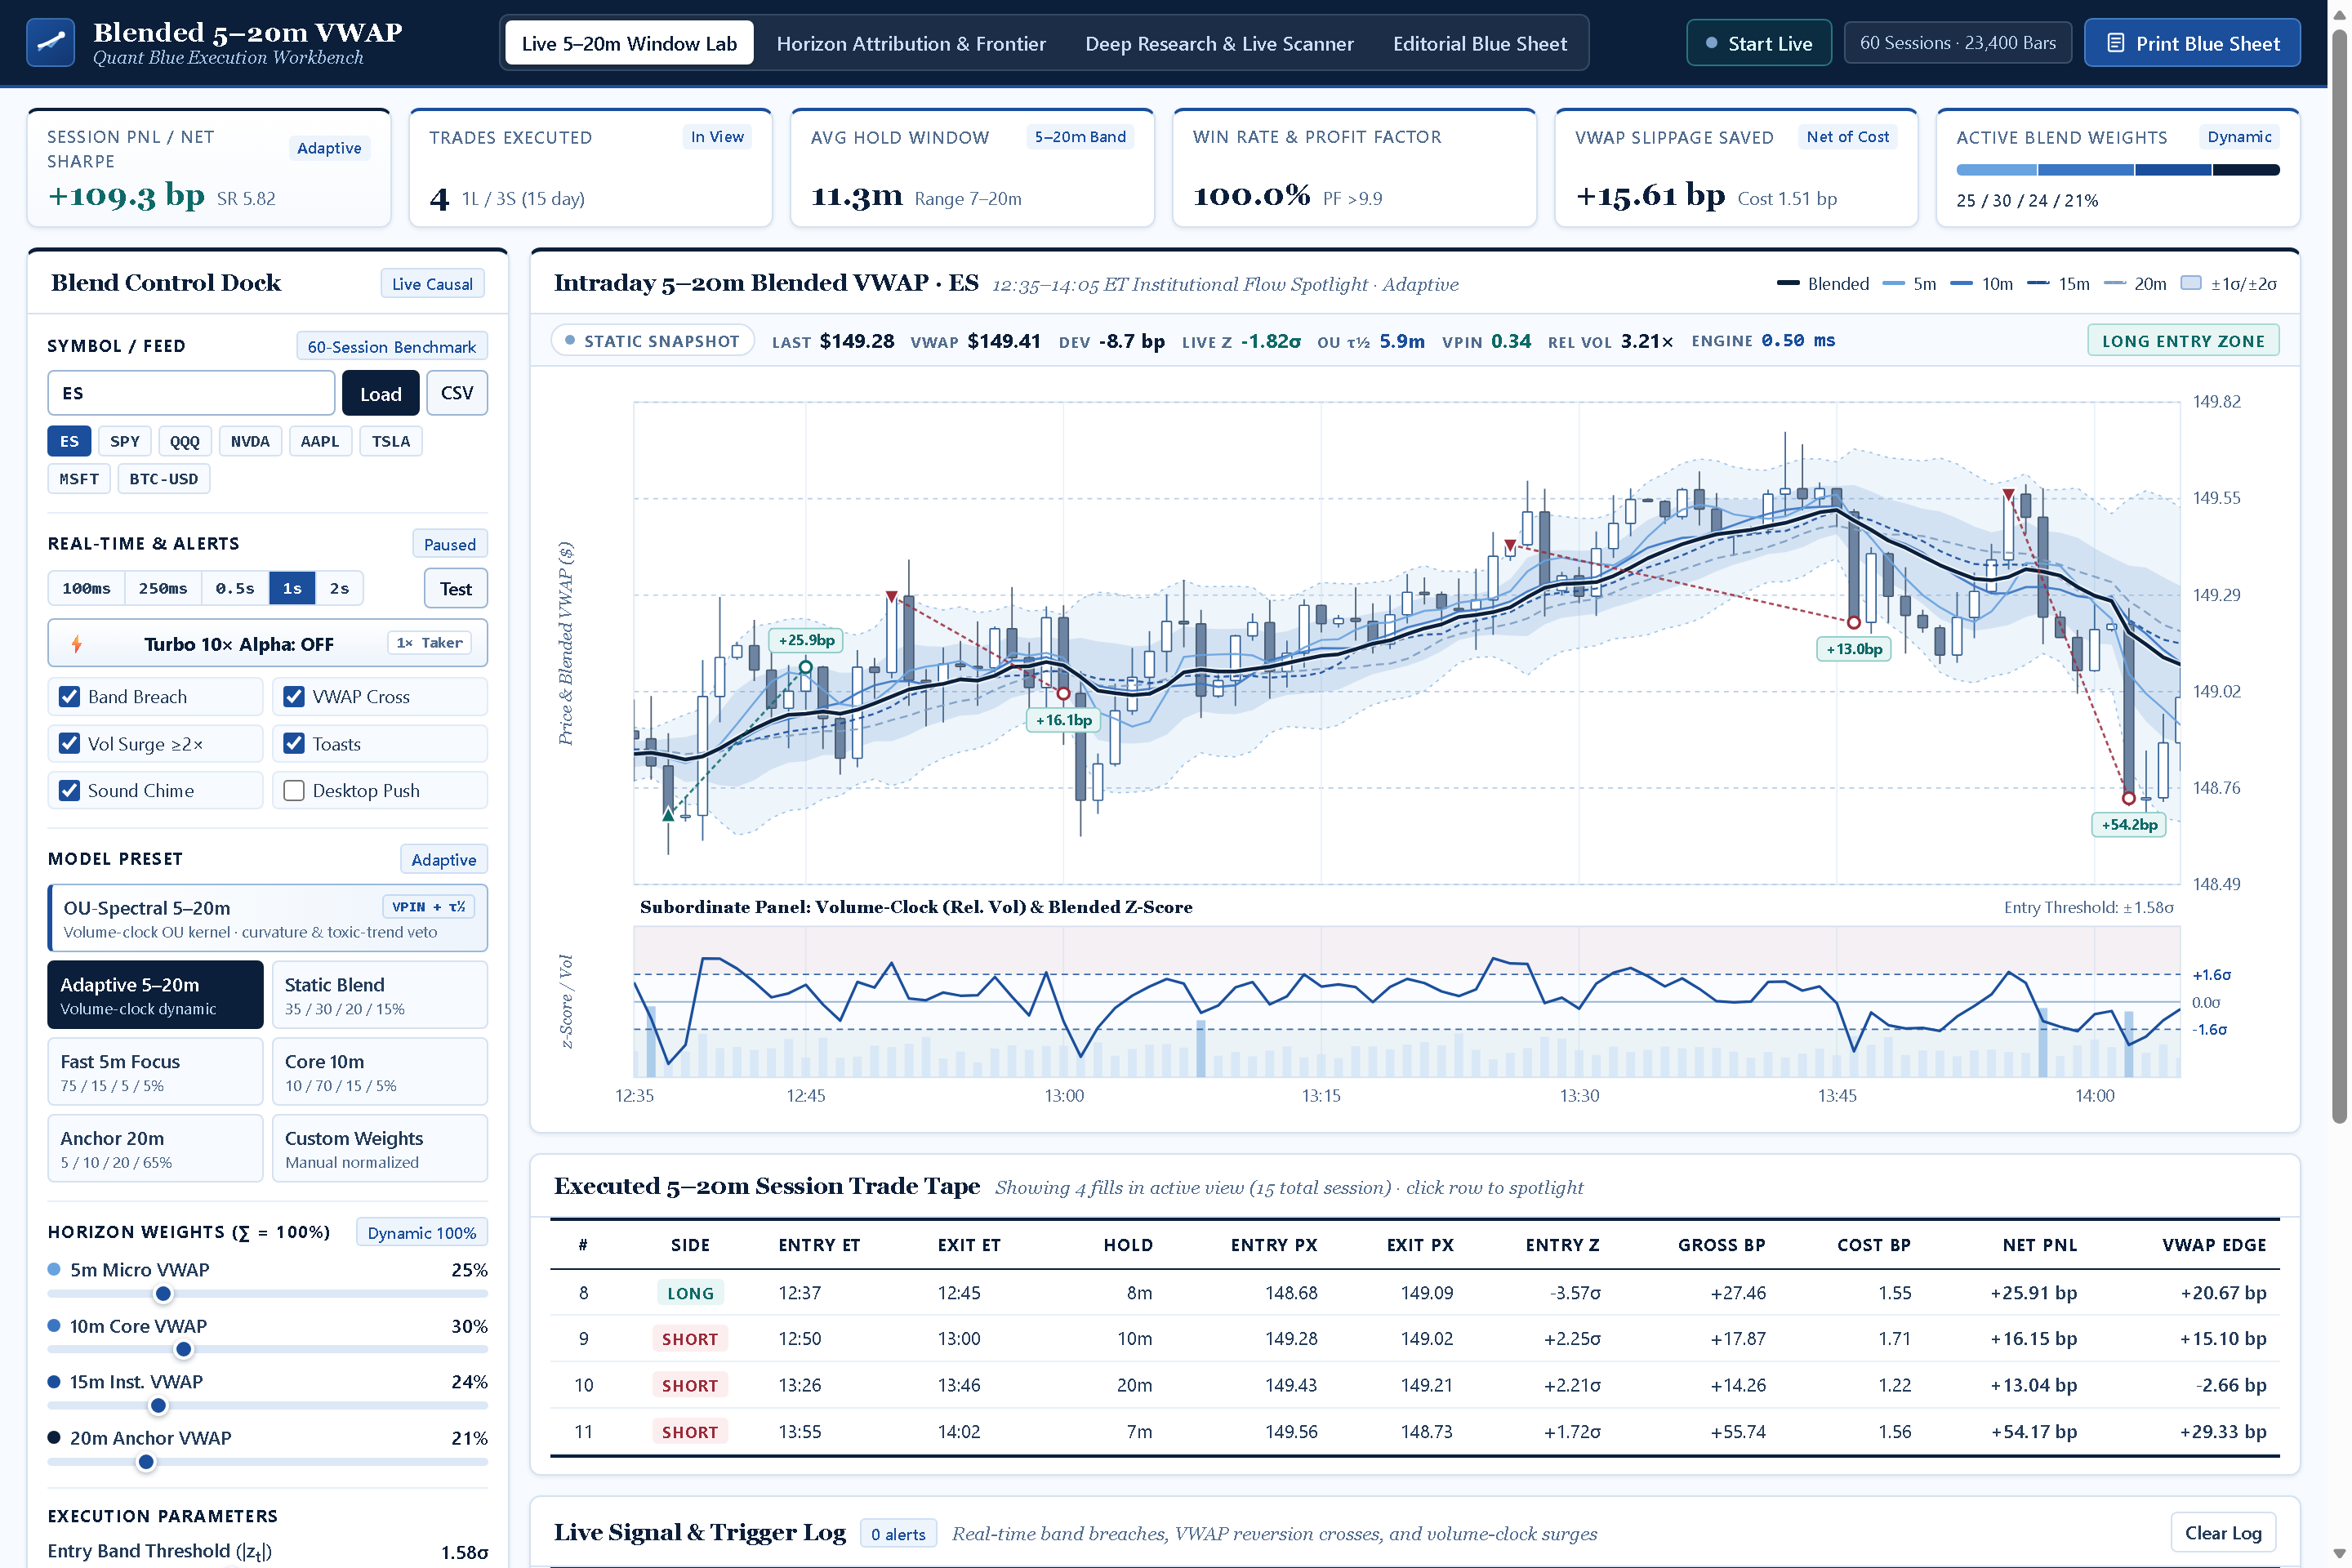 Blended 5–20m VWAP
Quant Blue Execution Workbench
Live 5–20m Window Lab
Horizon Attribution & Frontier
Deep Research & Live Scanner
Editorial Blue Sheet
Start Live
60 Sessions · 23,400 Bars
Print Blue Sheet
SESSION PNL / NET
SHARPE
Adaptive
+109.3 bp SR 5.82
TRADES EXECUTED
In View
4 1L / 3S (15 day)
AVG HOLD WINDOW
5–20m Band
11.3m Range 7–20m
WIN RATE & PROFIT FACTOR
100.0% PF >9.9
VWAP SLIPPAGE SAVED
Net of Cost
+15.61 bp Cost 1.51 bp
ACTIVE BLEND WEIGHTS
Dynamic
25 / 30 / 24 / 21%
Blend Control Dock
Live Causal
SYMBOL / FEED
60-Session Benchmark
ES
Load
CSV
ES SPY QQQ NVDA AAPL TSLA
MSFT BTC-USD
REAL-TIME & ALERTS
Paused
100ms 250ms 0.5s 1s 2s
Test
Turbo 10× Alpha: OFF
1× Taker
Band Breach
VWAP Cross
Vol Surge ≥2×
Toasts
Sound Chime
Desktop Push
MODEL PRESET
Adaptive
OU-Spectral 5–20m
VPIN + τ½
Volume-clock OU kernel · curvature & toxic-trend veto
Adaptive 5–20m
Volume-clock dynamic
Static Blend
35 / 30 / 20 / 15%
Fast 5m Focus
75 / 15 / 5 / 5%
Core 10m
10 / 70 / 15 / 5%
Anchor 20m
5 / 10 / 20 / 65%
Custom Weights
Manual normalized
HORIZON WEIGHTS (∑ = 100%)
Dynamic 100%
5m Micro VWAP 25%
10m Core VWAP 30%
15m Inst. VWAP 24%
20m Anchor VWAP 21%
EXECUTION PARAMETERS
Entry Band Threshold (|zt|) 1.58σ
Intraday 5–20m Blended VWAP · ES
12:35–14:05 ET Institutional Flow Spotlight · Adaptive
Blended 5m 10m 15m 20m ±1σ/±2σ
STATIC SNAPSHOT
LAST $149.28 VWAP $149.41 DEV -8.7 bp LIVE Z -1.82σ OU τ½ 5.9m VPIN 0.34 REL VOL 3.21× ENGINE 0.50 ms
LONG ENTRY ZONE
Price & Blended VWAP ($)
149.82
149.55
149.29
149.02
148.76
148.49
+25.9bp
+16.1bp
+13.0bp
+54.2bp
Subordinate Panel: Volume-Clock (Rel. Vol) & Blended Z-Score
Entry Threshold: ±1.58σ
z-Score / Vol
+1.6σ
0.0σ
-1.6σ
12:35 12:45 13:00 13:15 13:30 13:45 14:00
Executed 5–20m Session Trade Tape
Showing 4 fills in active view (15 total session) · click row to spotlight
# SIDE ENTRY ET EXIT ET HOLD ENTRY PX EXIT PX ENTRY Z GROSS BP COST BP NET PNL VWAP EDGE
8 LONG 12:37 12:45 8m 148.68 149.09 -3.57σ +27.46 1.55 +25.91 bp +20.67 bp
9 SHORT 12:50 13:00 10m 149.28 149.02 +2.25σ +17.87 1.71 +16.15 bp +15.10 bp
10 SHORT 13:26 13:46 20m 149.43 149.21 +2.21σ +14.26 1.22 +13.04 bp -2.66 bp
11 SHORT 13:55 14:02 7m 149.56 148.73 +1.72σ +55.74 1.56 +54.17 bp +29.33 bp
Live Signal & Trigger Log
0 alerts
Real-time band breaches, VWAP reversion crosses, and volume-clock surges
Clear Log